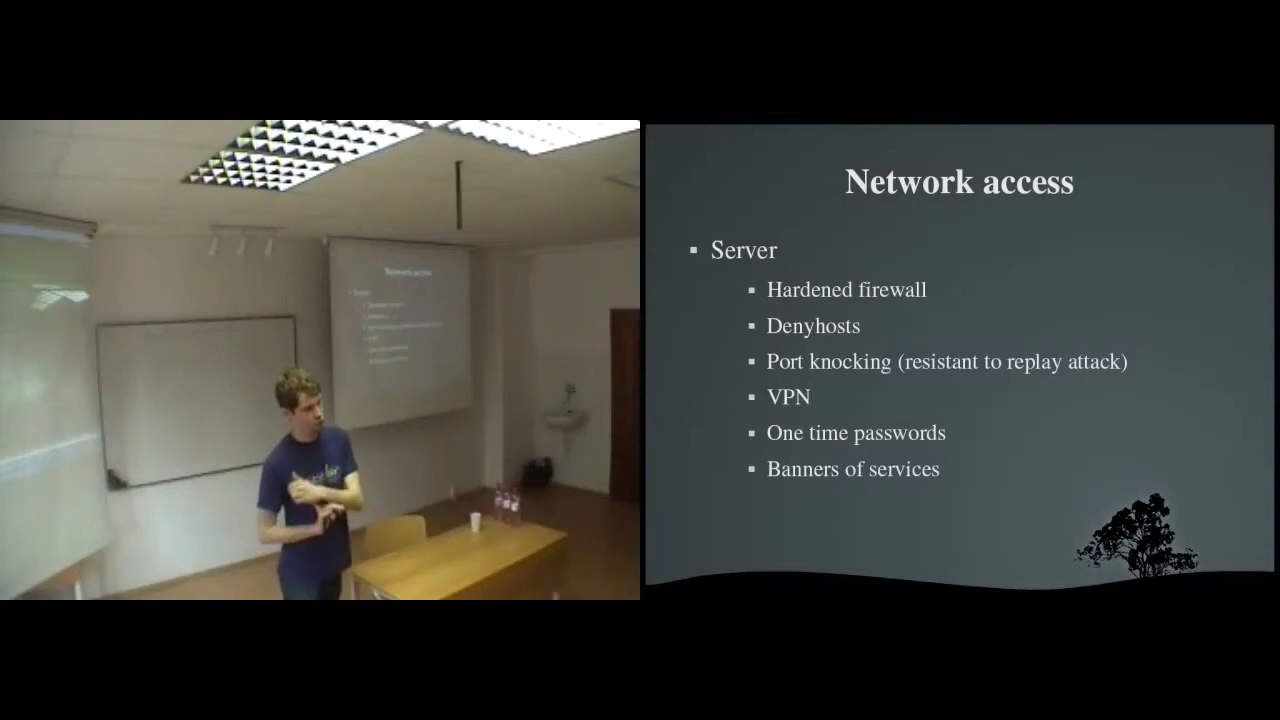 Network access
Server
Hardened firewall
Denyhosts
Port knocking (resistant to replay attack)
VPN
One time passwords
Banners of services